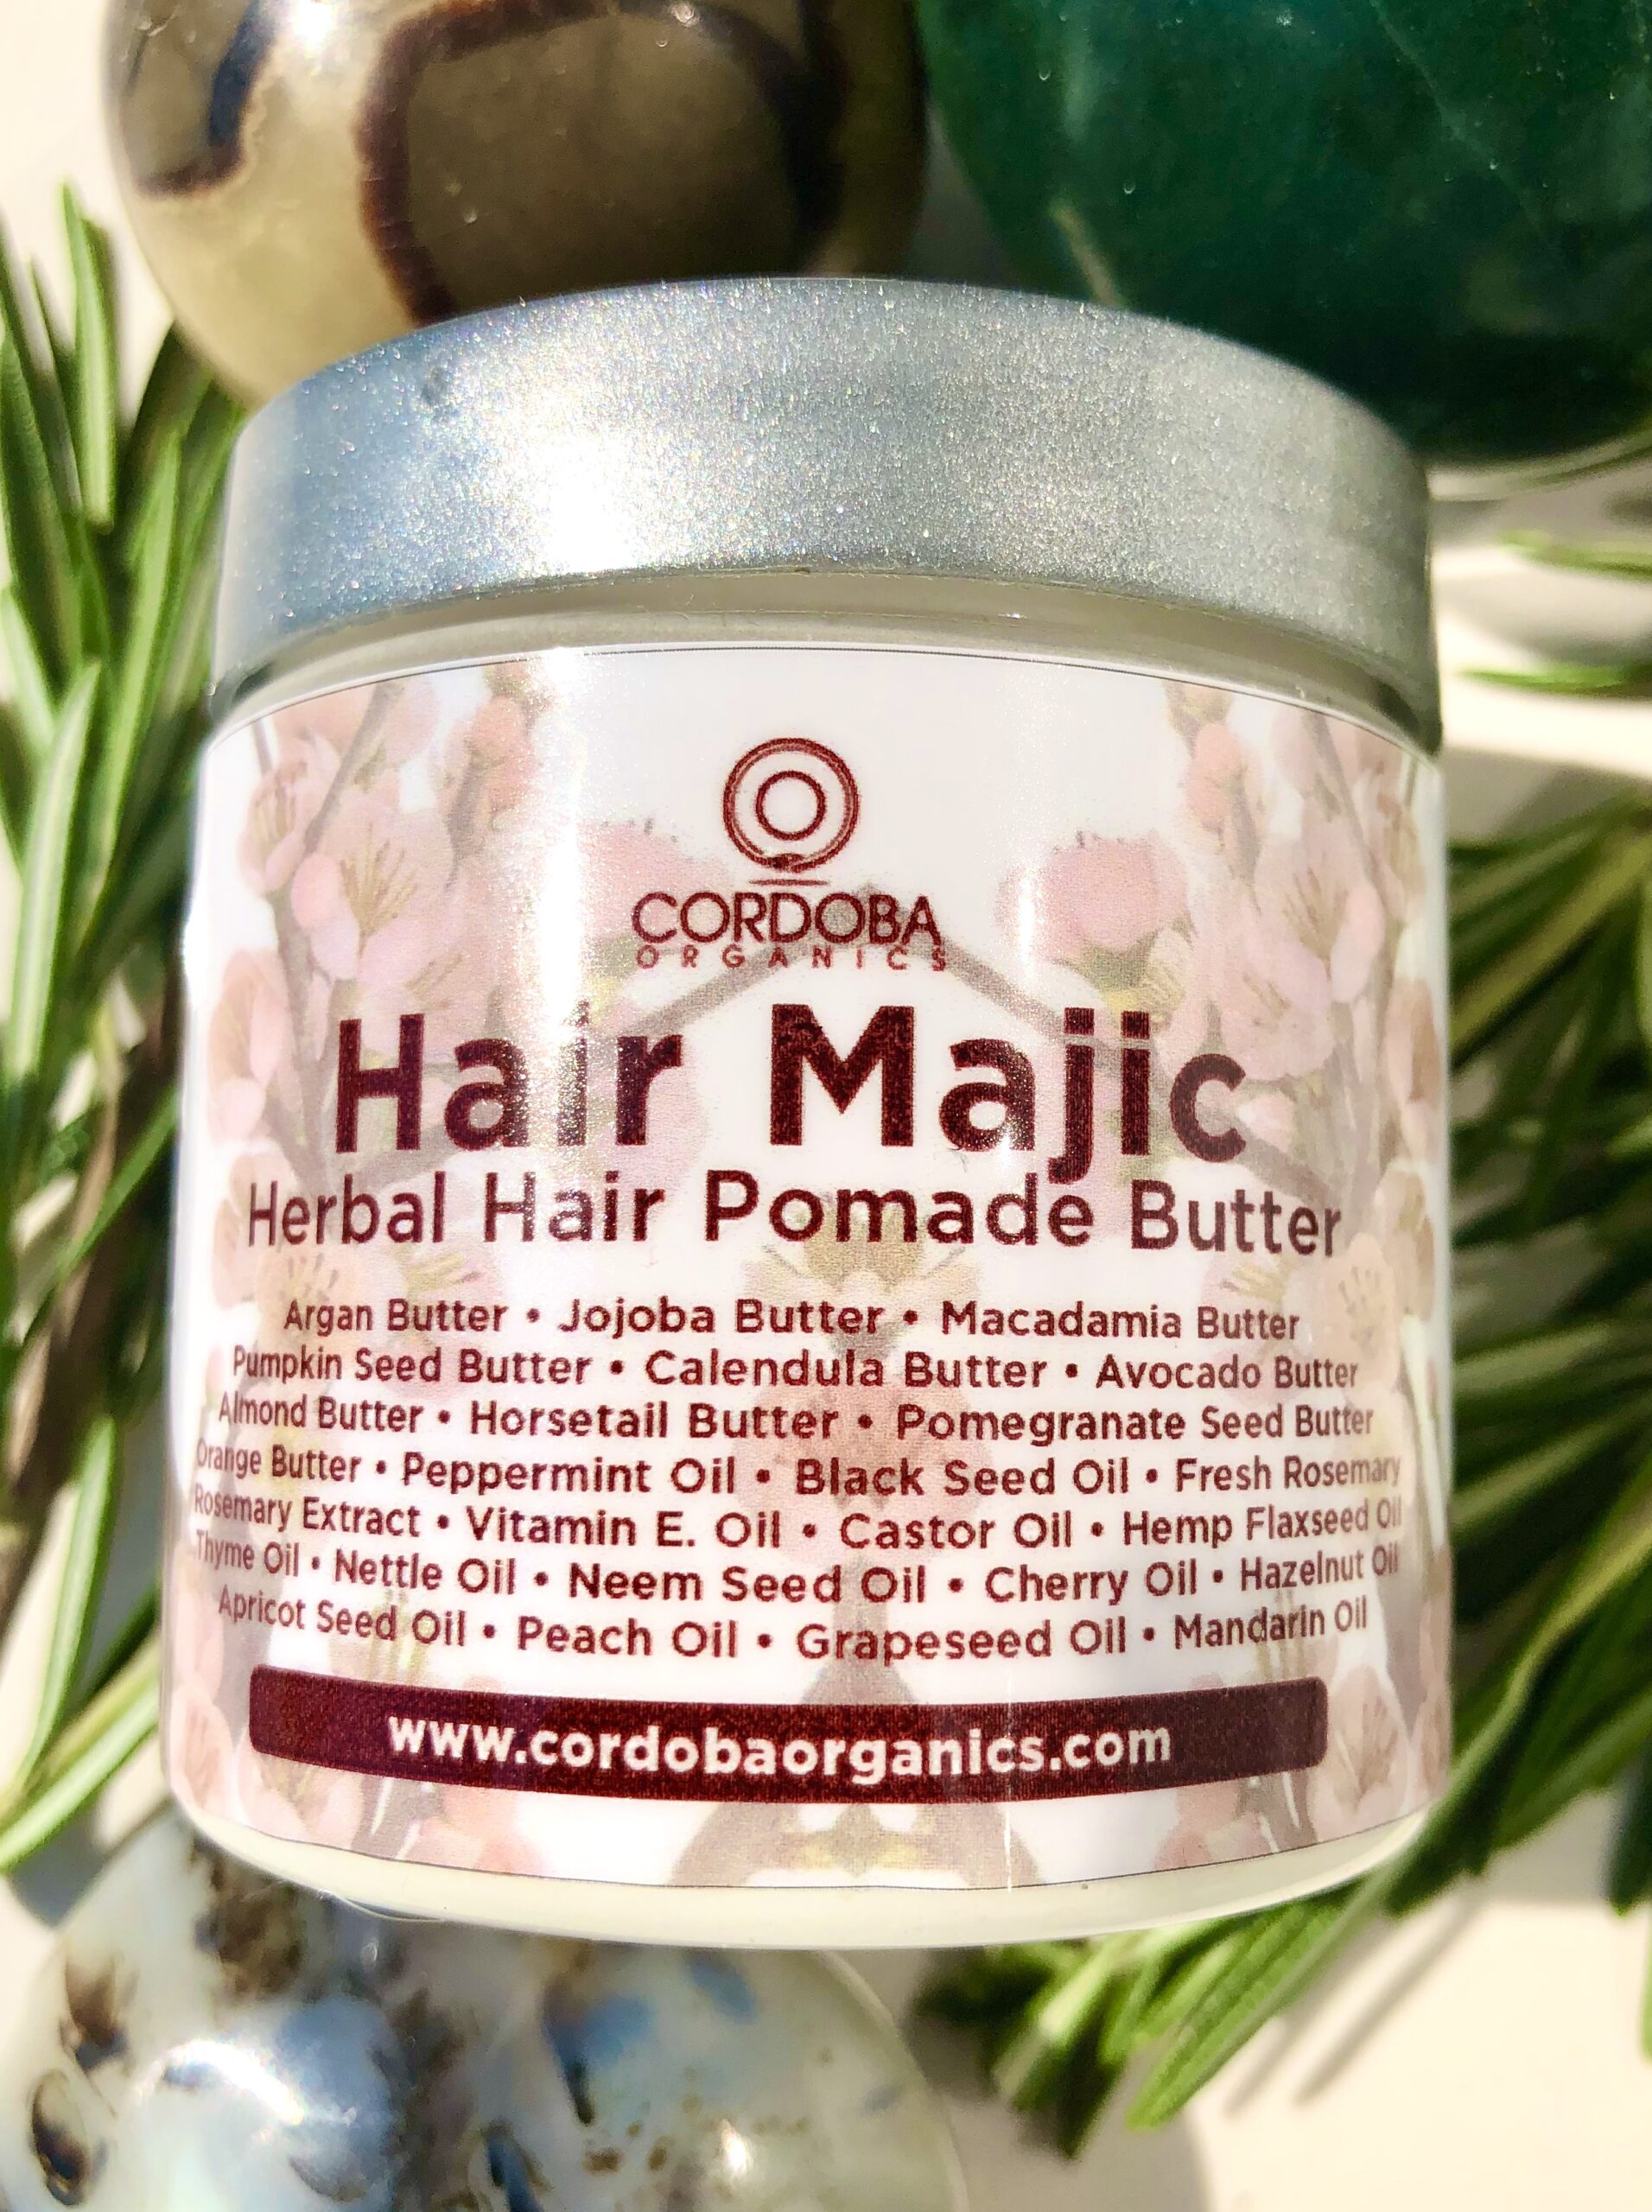 CORDOBA
ORGANICS
Hair Majic
Herbal Hair Pomade Butter
Argan Butter • Jojoba Butter • Macadamia Butter
Pumpkin Seed Butter • Calendula Butter • Avocado Butter
Almond Butter • Horsetail Butter • Pomegranate Seed Butter
Orange Butter • Peppermint Oil • Black Seed Oil • Fresh Rosemary
Rosemary Extract • Vitamin E. Oil • Castor Oil • Hemp Flaxseed Oil
Thyme Oil • Nettle Oil • Neem Seed Oil • Cherry Oil • Hazelnut Oil
Apricot Seed Oil • Peach Oil • Grapeseed Oil • Mandarin Oil
www.cordobaorganics.com